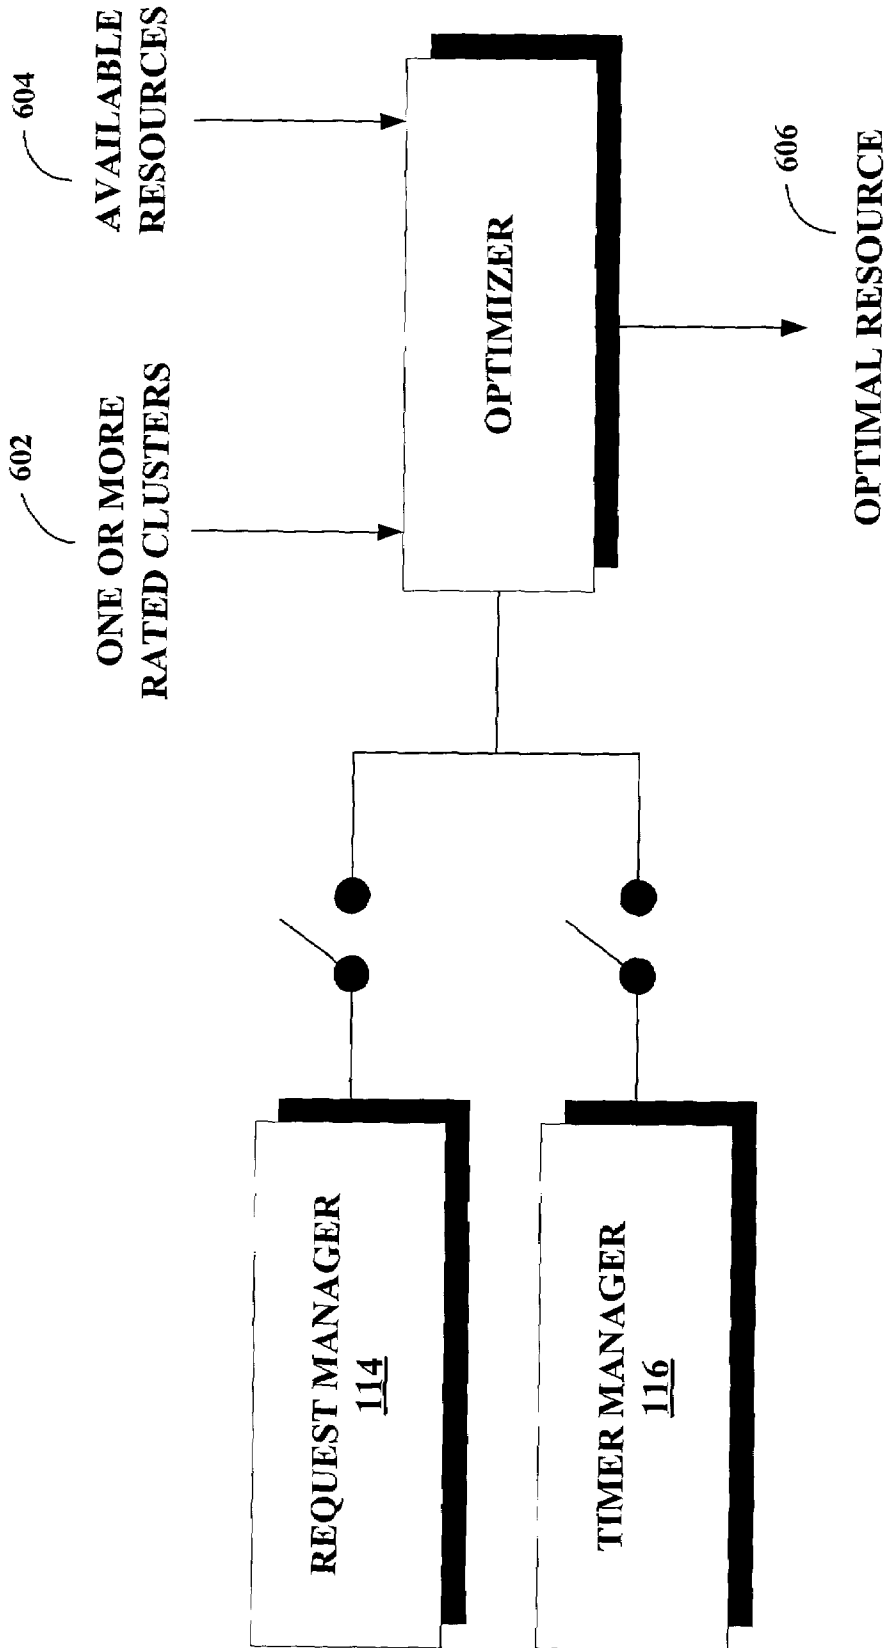 602
ONE OR MORE
RATED CLUSTERS
604
AVAILABLE
RESOURCES
REQUEST MANAGER
114
TIMER MANAGER
116
OPTIMIZER
606
OPTIMAL RESOURCE